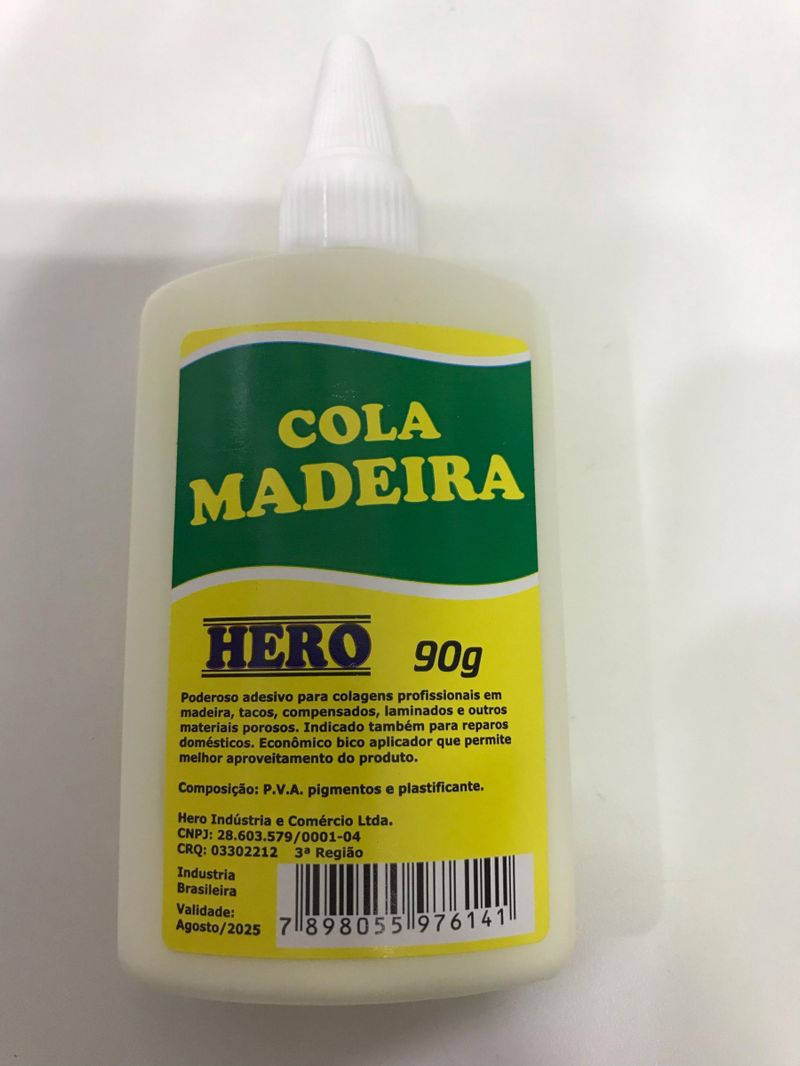 COLA
MADEIRA
HERO 90g
Poderoso adesivo para colagens profissionais em
madeira, tacos, compensados, laminados e outros
materiais porosos. Indicado também para reparos
domésticos. Econômico bico aplicador que permite
melhor aproveitamento do produto.
Composição: P.V.A. pigmentos e plastificante.
Hero Indústria e Comércio Ltda.
CNPJ: 28.603.579/0001-04
CRQ: 03302212 3ª Região
Industria
Brasileira
Validade:
Agosto/2025
7 898055 976141